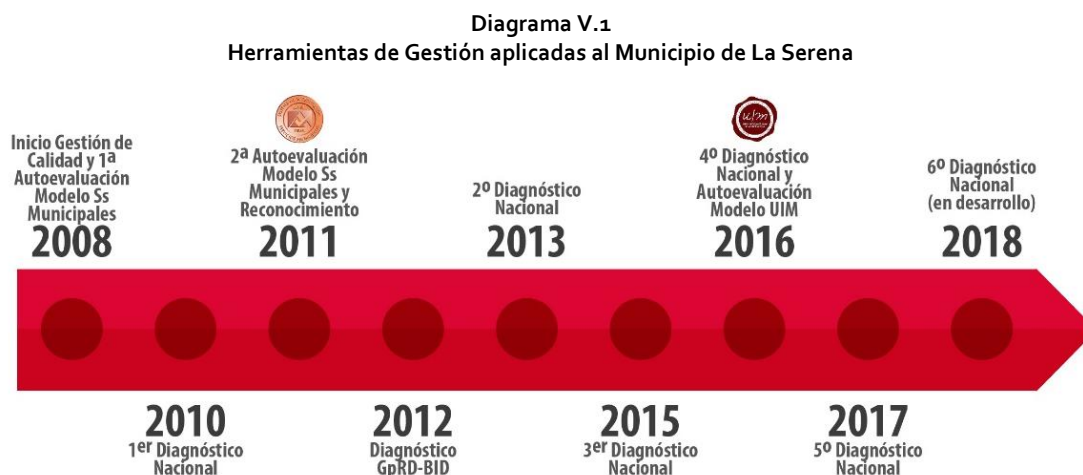 Diagrama V.1
Herramientas de Gestión aplicadas al Municipio de La Serena
Inicio Gestión de
Calidad y 1ª
Autoevaluación
Modelo Ss
Municipales
2008
2010
1er Diagnóstico
Nacional
2ª Autoevaluación
Modelo Ss
Municipales y
Reconocimiento
2011
2012
Diagnóstico
GpRD-BID
2º Diagnóstico
Nacional
2013
2015
3er Diagnóstico
Nacional
uim
4º Diagnóstico
Nacional y
Autoevaluación
Modelo UIM
2016
2017
5º Diagnóstico
Nacional
6º Diagnóstico
Nacional
(en desarrollo)
2018